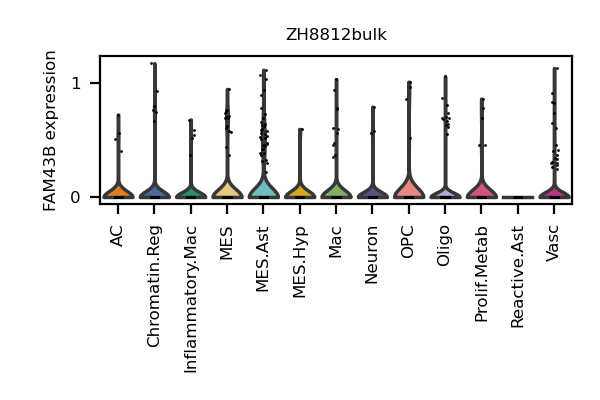 ZH8812bulk
FAM43B expression
1
0
AC
Chromatin.Reg
Inflammatory.Mac
MES
MES.Ast
MES.Hyp
Mac
Neuron
OPC
Oligo
Prolif.Metab
Reactive.Ast
Vasc